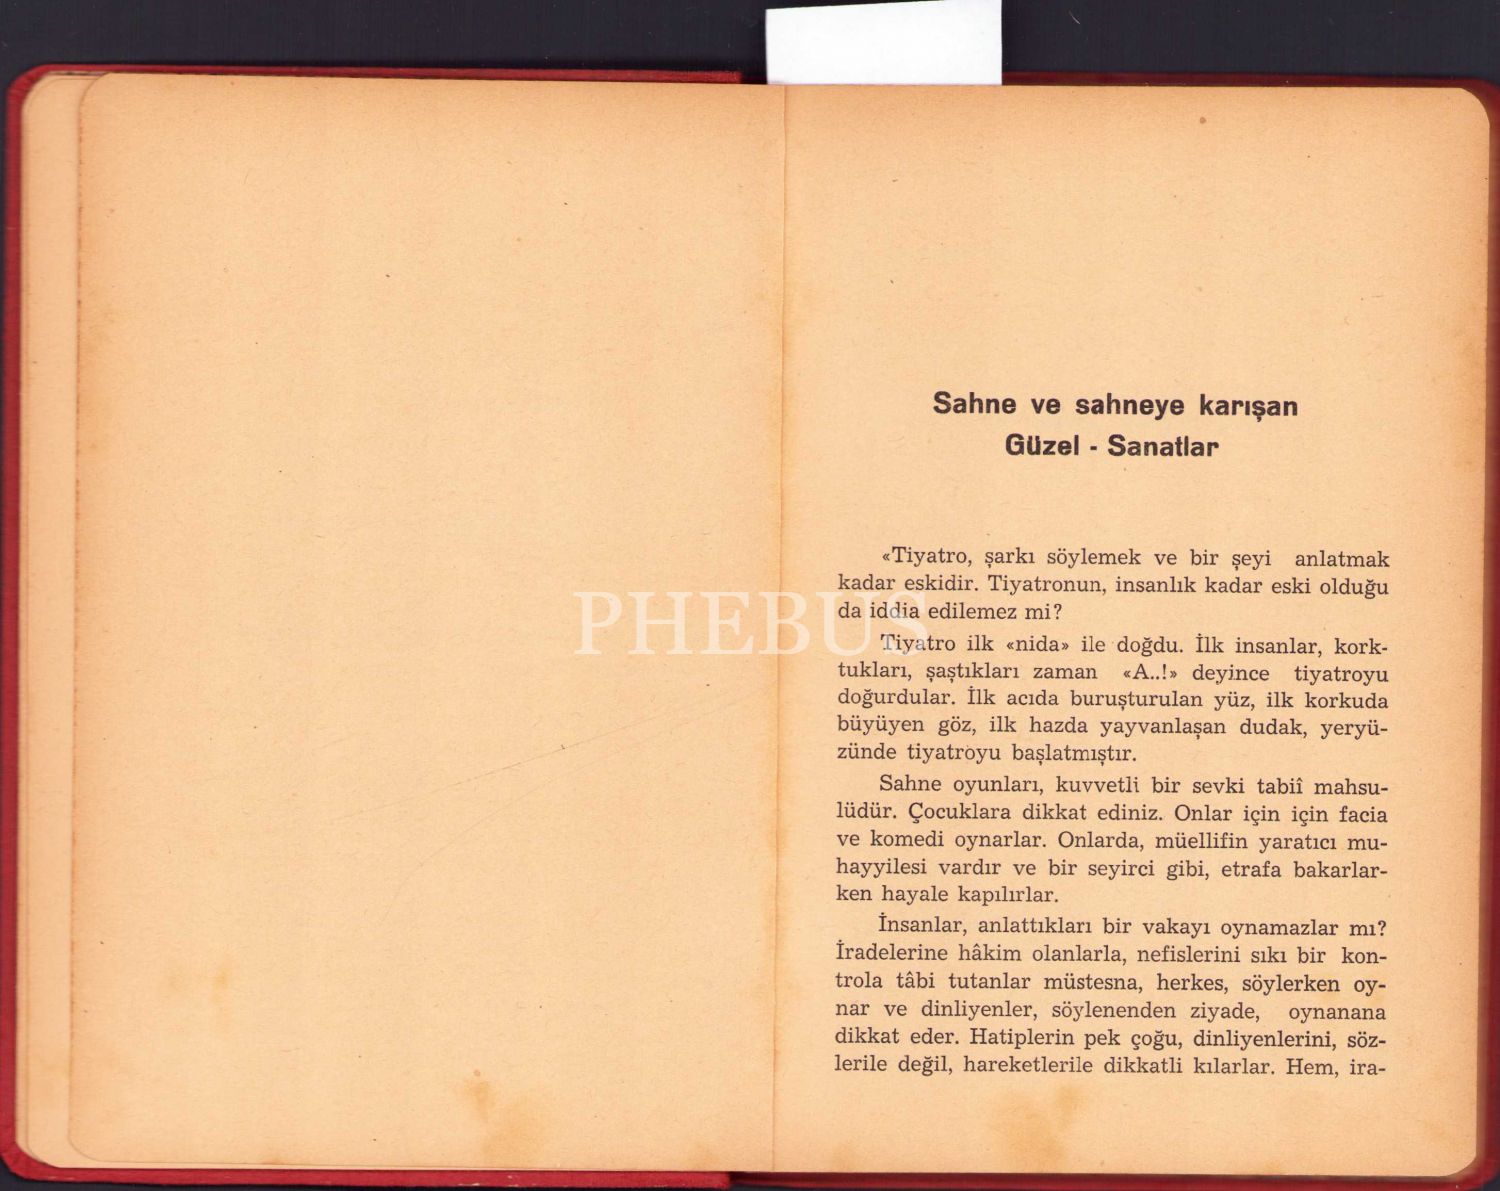 Sahne ve sahneye karışan
Güzel - Sanatlar
«Tiyatro, şarkı söylemek ve bir şeyi anlatmak
kadar eskidir. Tiyatronun, insanlık kadar eski olduğu
da iddia edilemez mi?
PHEBUS
Tiyatro ilk «nida» ile doğdu. İlk insanlar, kork-
tukları, şaştıkları zaman «A..!» deyince tiyatroyu
doğurdular. İlk acıda buruşturulan yüz, ilk korkuda
büyüyen göz, ilk hazda yayvanlaşan dudak, yeryü-
zünde tiyatroyu başlatmıştır.
Sahne oyunları, kuvvetli bir sevki tabiî mahsu-
lüdür. Çocuklara dikkat ediniz. Onlar için için facia
ve komedi oynarlar. Onlarda, müellifin yaratıcı mu-
hayyilesi vardır ve bir seyirci gibi, etrafa bakarlar-
ken hayale kapılırlar.
İnsanlar, anlattıkları bir vakayı oynamazlar mı?
İradelerine hâkim olanlarla, nefislerini sıkı bir kon-
trola tâbi tutanlar müstesna, herkes, söylerken oy-
nar ve dinliyenler, söylenenden ziyade, oynanana
dikkat eder. Hatiplerin pek çoğu, dinliyenlerini, söz-
lerile değil, hareketlerile dikkatli kılarlar. Hem, ira-